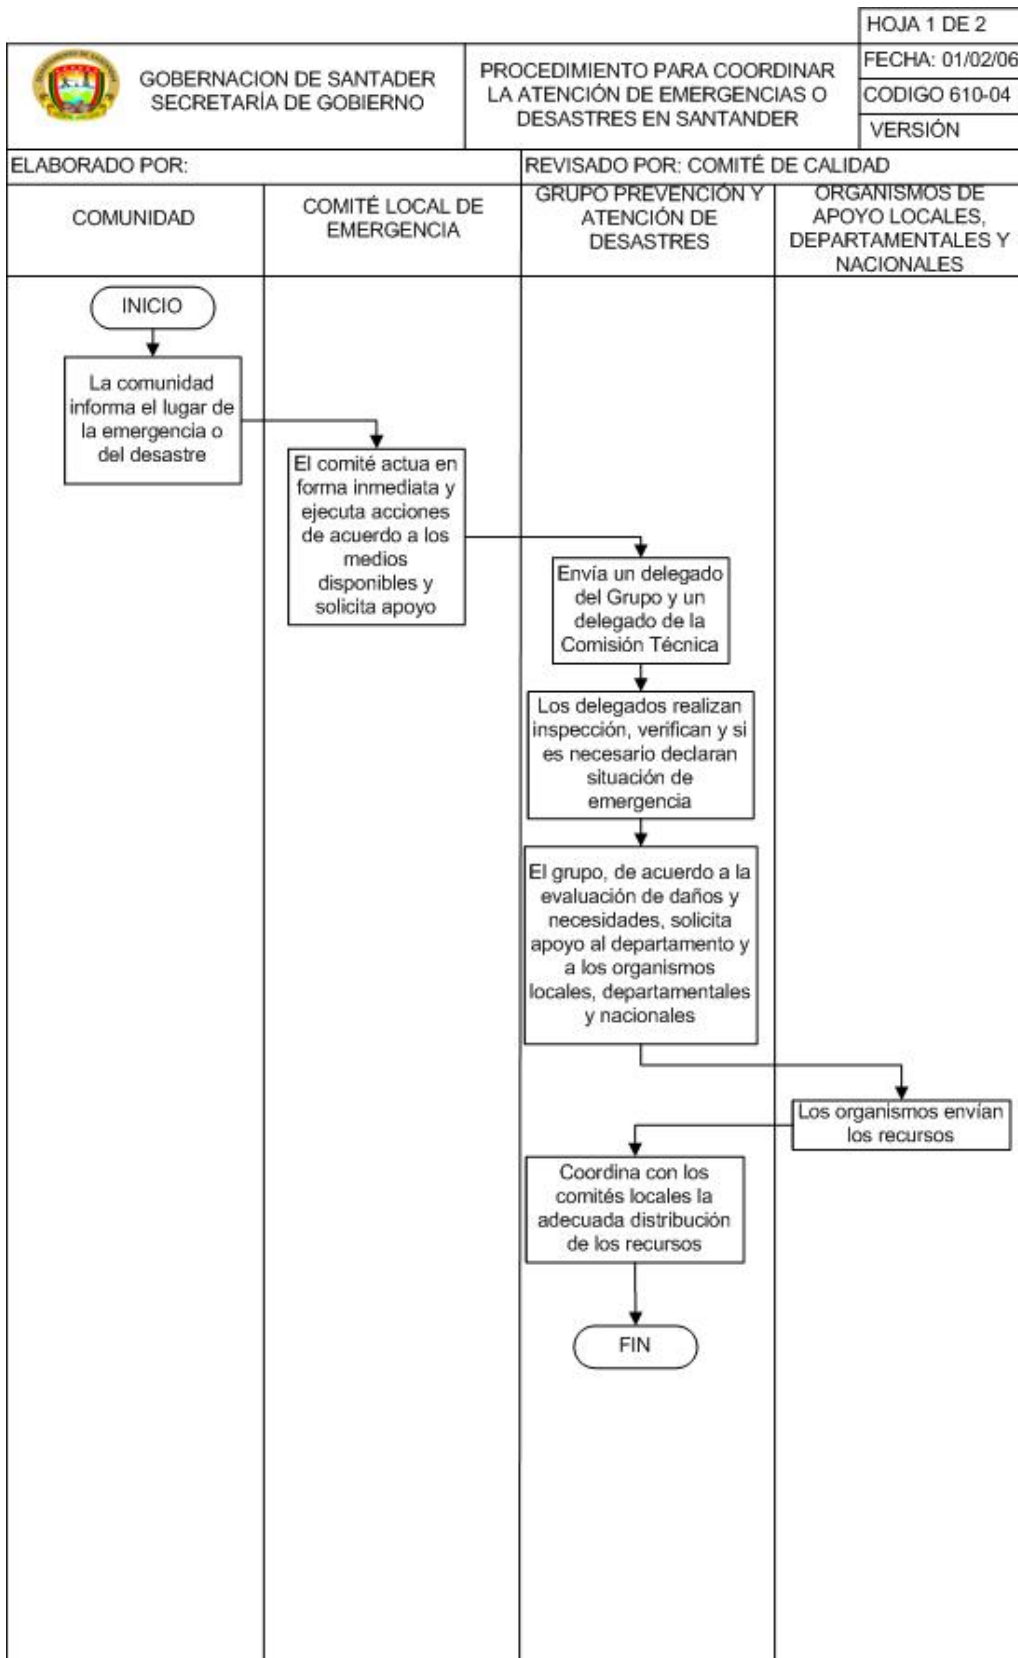 HOJA 1 DE 2
GOBERNACION DE SANTADER
SECRETARÍA DE GOBIERNO
PROCEDIMIENTO PARA COORDINAR
LA ATENCIÓN DE EMERGENCIAS O
DESASTRES EN SANTANDER
FECHA: 01/02/06
CODIGO 610-04
VERSIÓN
ELABORADO POR:
REVISADO POR: COMITÉ DE CALIDAD
COMUNIDAD
COMITÉ LOCAL DE
EMERGENCIA
GRUPO PREVENCIÓN Y
ATENCIÓN DE
DESASTRES
ORGANISMOS DE
APOYO LOCALES,
DEPARTAMENTALES Y
NACIONALES
INICIO
La comunidad
informa el lugar de
la emergencia o
del desastre
El comité actua en
forma inmediata y
ejecuta acciones
de acuerdo a los
medios
disponibles y
solicita apoyo
Envía un delegado
del Grupo y un
delegado de la
Comisión Técnica
Los delegados realizan
inspección, verifican y si
es necesario declaran
situación de
emergencia
El grupo, de acuerdo a la
evaluación de daños y
necesidades, solicita
apoyo al departamento y
a los organismos
locales, departamentales
y nacionales
Los organismos envían
los recursos
Coordina con los
comités locales la
adecuada distribución
de los recursos
FIN